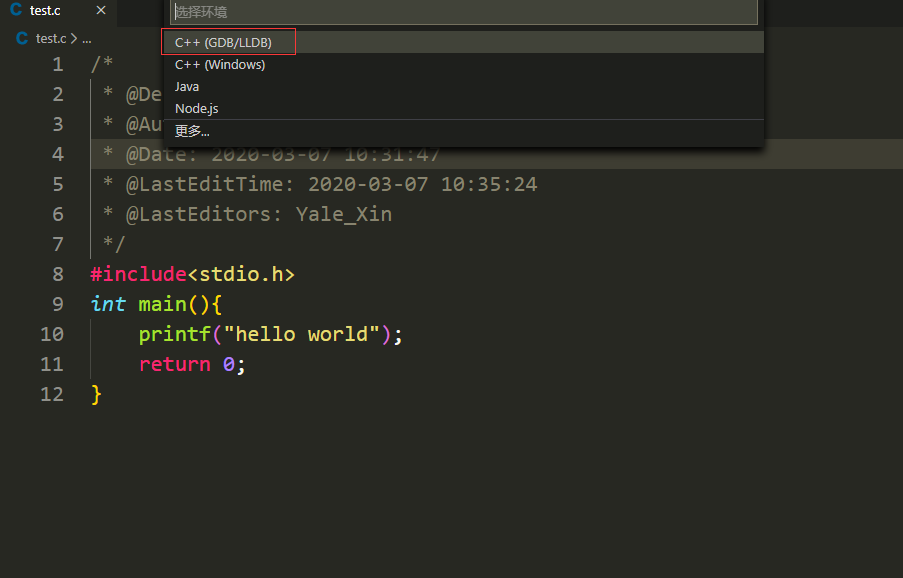 test.c
选择环境
test.c > ...
C++ (GDB/LLDB)
C++ (Windows)
Java
Node.js
更多...
1 /*
2 * @De
3 * @Au
4 * @Date: 2020-03-07 10:31:47
5 * @LastEditTime: 2020-03-07 10:35:24
6 * @LastEditors: Yale_Xin
7 */
8 #include<stdio.h>
9 int main(){
10 printf("hello world");
11 return 0;
12 }